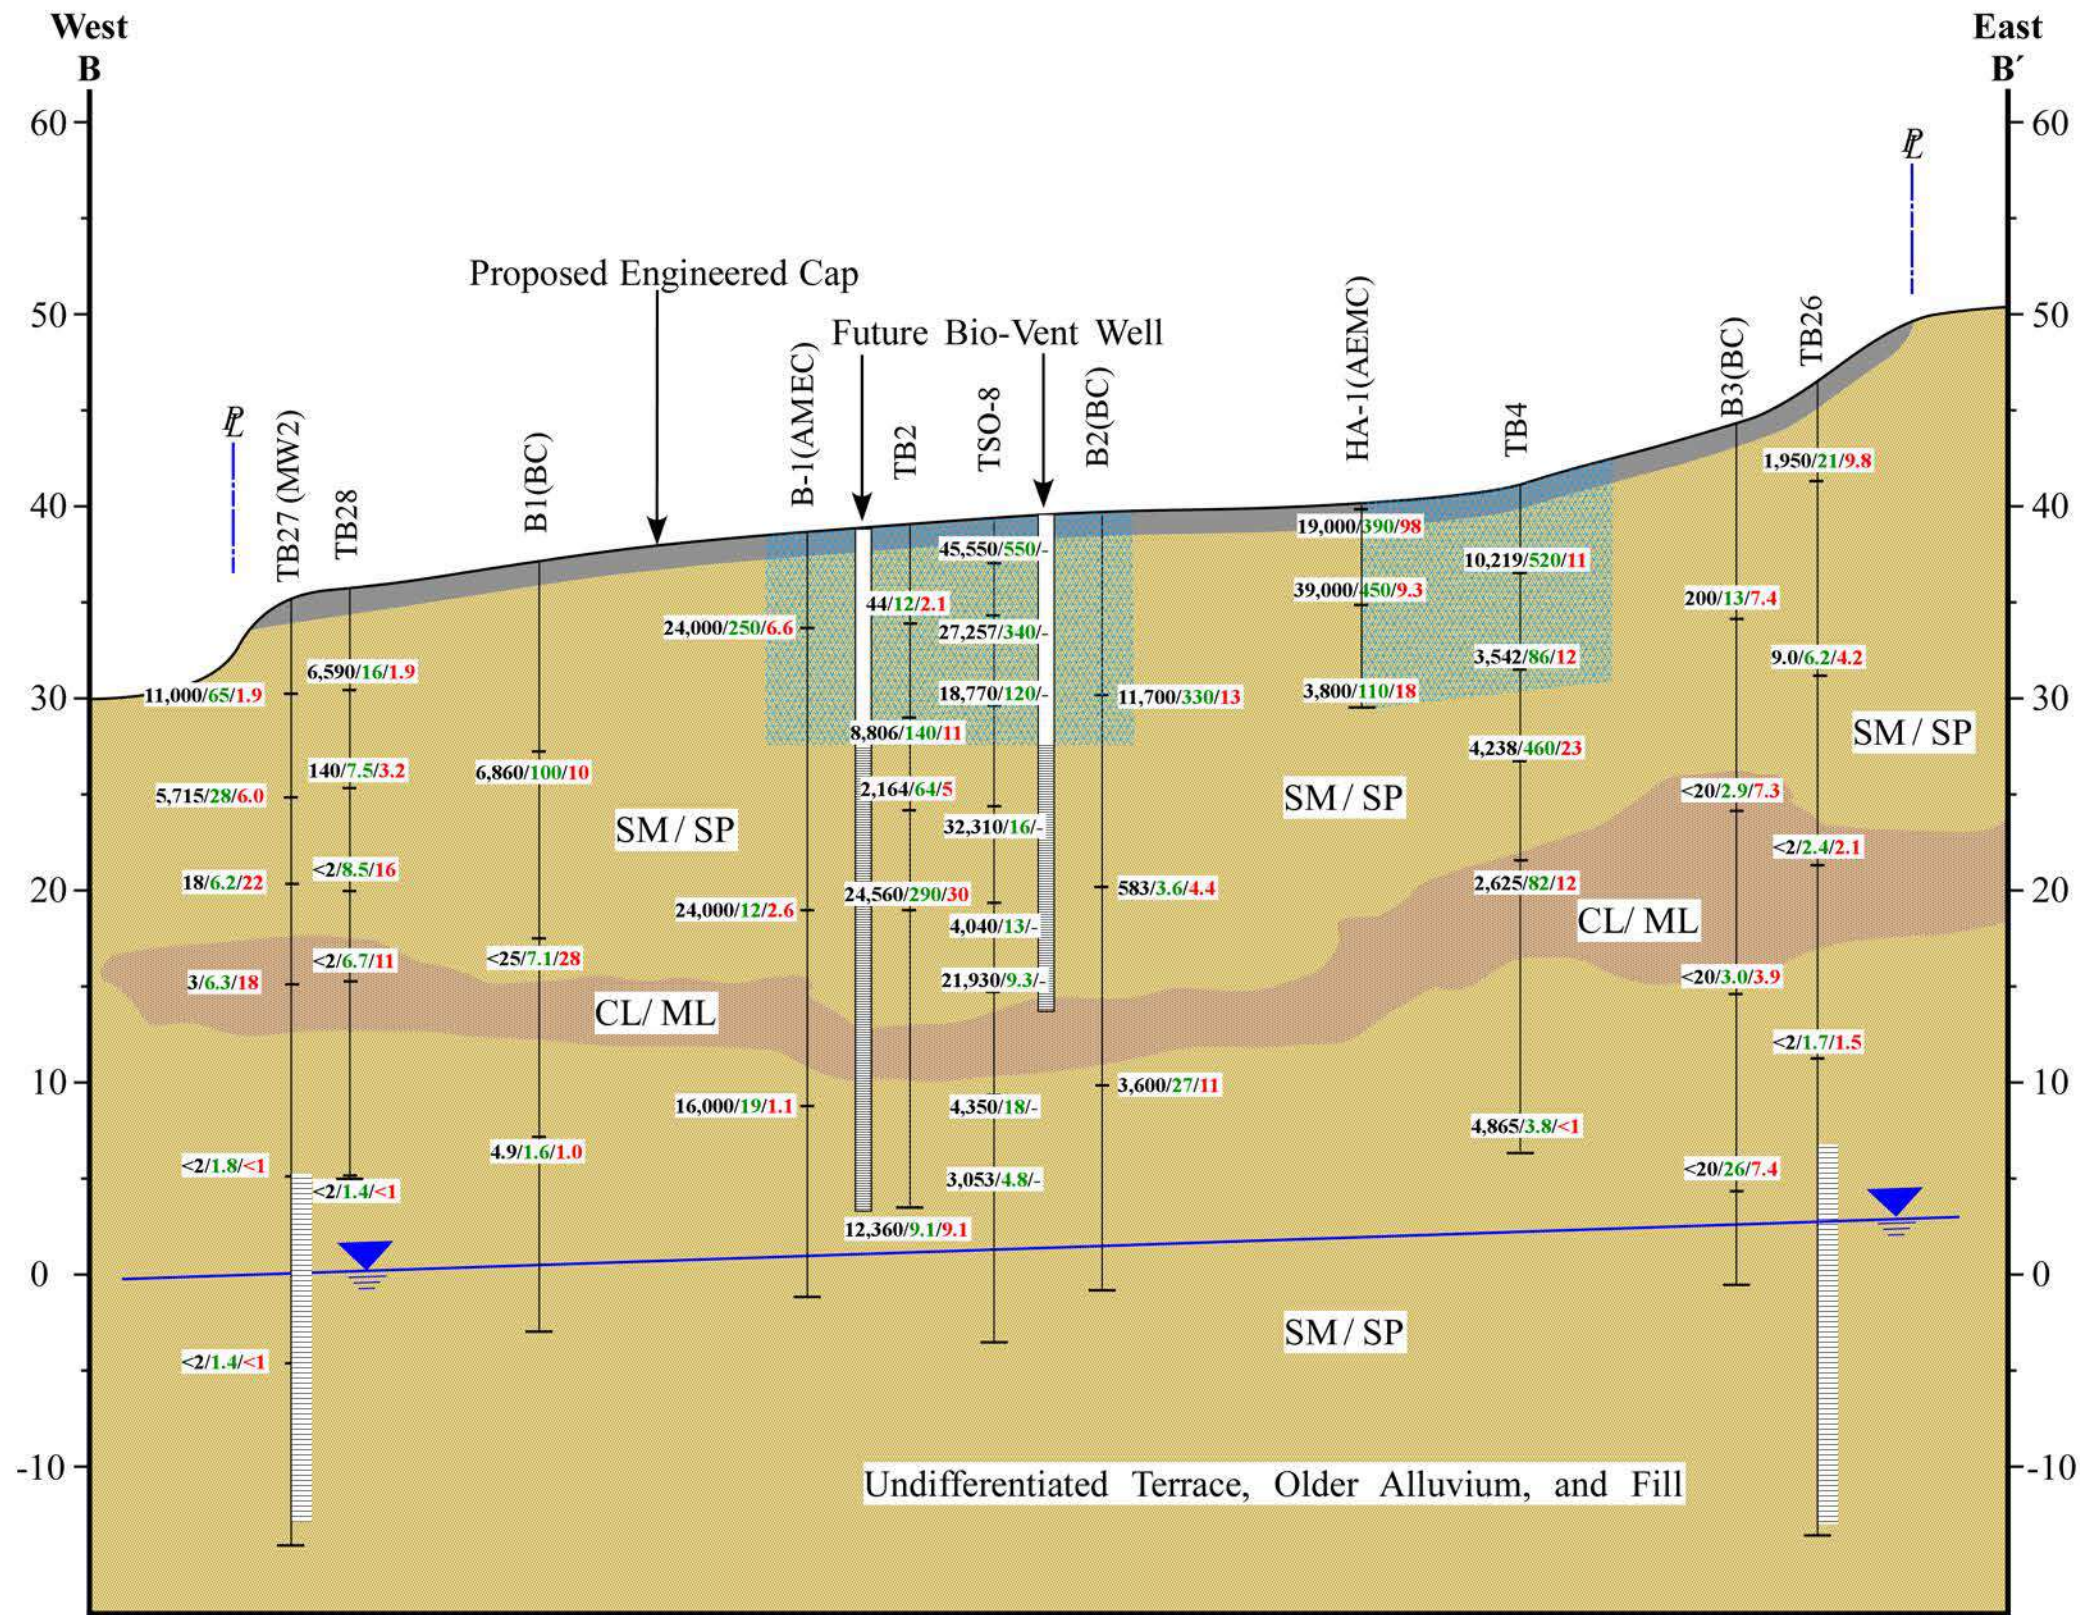 West
East
B
B´
60
60
PL
50
50
Proposed Engineered Cap
Future Bio-Vent Well
PL
TB27 (MW2)
TB28
B1(BC)
B-1(AMEC)
TB2
TSO-8
B2(BC)
HA-1(AEMC)
TB4
B3(BC)
TB26
1,950/21/9.8
40
40
19,000/390/98
45,550/550/-
10,219/520/11
39,000/450/9.3
200/13/7.4
44/12/2.1
24,000/250/6.6
27,257/340/-
3,542/86/12
9.0/6.2/4.2
6,590/16/1.9
30
11,000/65/1.9
18,770/120/-
11,700/330/13
3,800/110/18
30
8,806/140/11
SM / SP
4,238/460/23
140/7.5/3.2
6,860/100/10
2,164/64/5
<20/2.9/7.3
5,715/28/6.0
SM / SP
SM / SP
32,310/16/-
<2/2.4/2.1
<2/8.5/16
18/6.2/22
2,625/82/12
20
24,560/290/30
583/3.6/4.4
20
24,000/12/2.6
CL/ ML
4,040/13/-
<25/7.1/28
<2/6.7/11
3/6.3/18
21,930/9.3/-
<20/3.0/3.9
CL/ ML
<2/1.7/1.5
10
3,600/27/11
10
16,000/19/1.1
4,350/18/-
4,865/3.8/<1
4.9/1.6/1.0
<2/1.8/<1
<20/26/7.4
3,053/4.8/-
<2/1.4/<1
12,360/9.1/9.1
0
0
SM / SP
<2/1.4/<1
-10
-10
Undifferentiated Terrace, Older Alluvium, and Fill